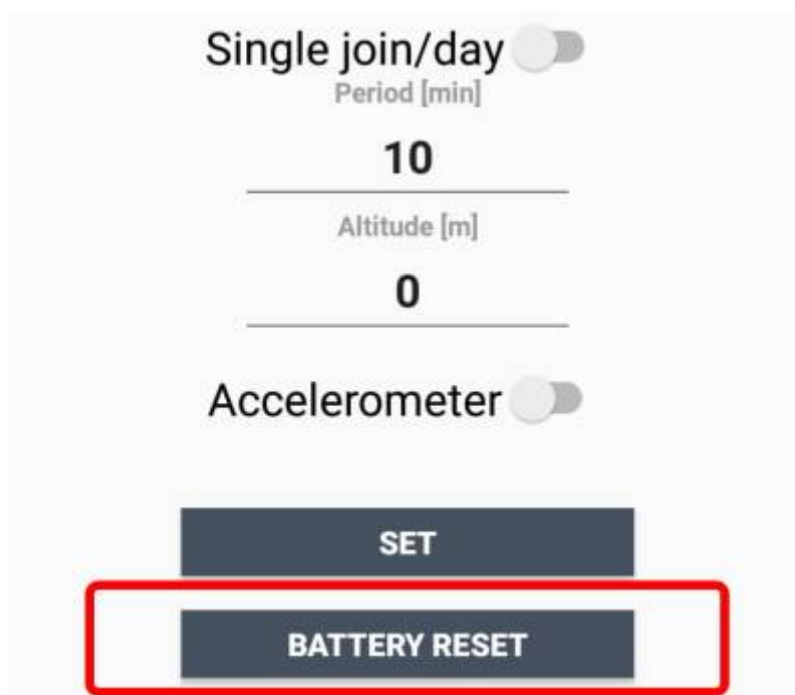 Single join/day
Period [min]
10
Altitude [m]
0
Accelerometer
SET
BATTERY RESET